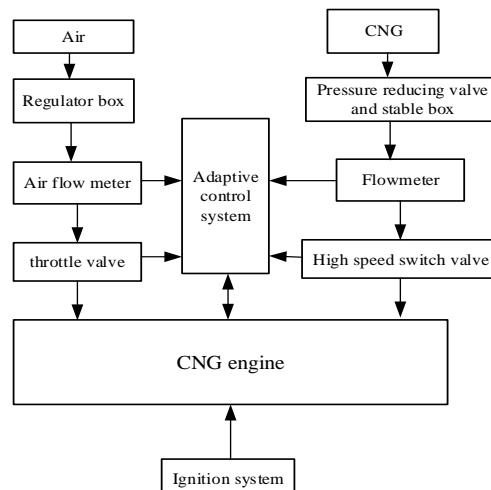 Air
CNG
Regulator box
Pressure reducing valve
and stable box
Air flow meter
Adaptive
control
system
Flowmeter
throttle valve
High speed switch valve
CNG engine
Ignition system